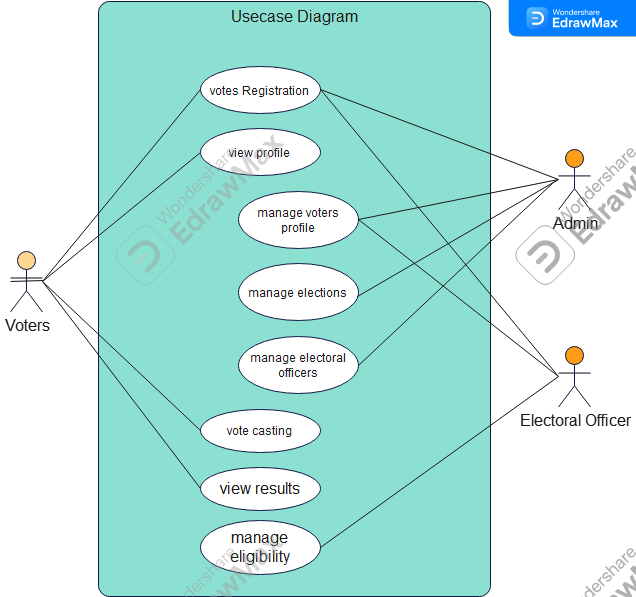 Usecase Diagram
Wondershare
EdrawMax
votes Registration
view profile
manage voters
profile
manage elections
manage electoral
officers
vote casting
view results
manage
eligibility
Voters
Admin
Electoral Officer
Wondershare
EdrawMax
Wondershare
EdrawMax
Wondershare
EdrawMax
Wondershare
EdrawMax